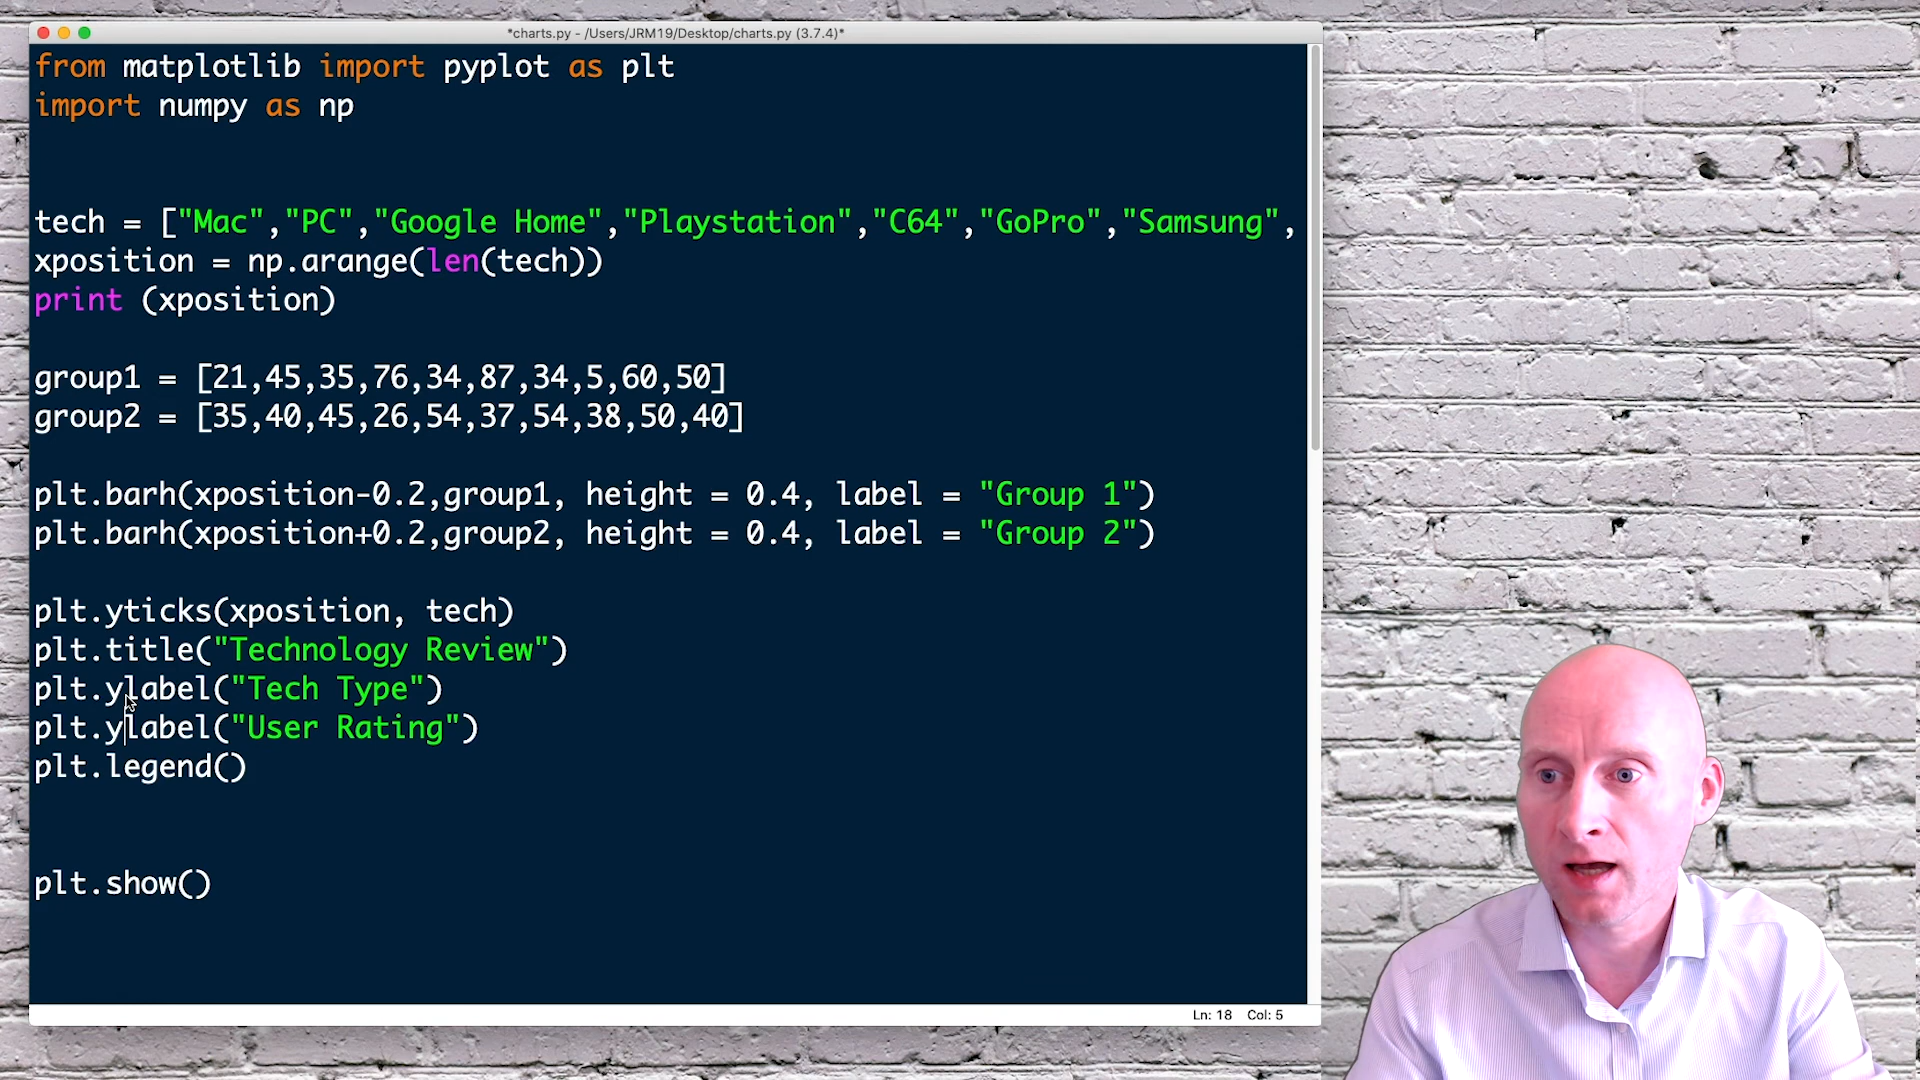 *charts.py - /Users/JRM19/Desktop/charts.py (3.7.4)*
from matplotlib import pyplot as plt
import numpy as np
tech = ["Mac","PC","Google Home","Playstation","C64","GoPro","Samsung",
xposition = np.arange(len(tech))
print (xposition)
group1 = [21,45,35,76,34,87,34,5,60,50]
group2 = [35,40,45,26,54,37,54,38,50,40]
plt.barh(xposition-0.2,group1, height = 0.4, label = "Group 1")
plt.barh(xposition+0.2,group2, height = 0.4, label = "Group 2")
plt.yticks(xposition, tech)
plt.title("Technology Review")
plt.ylabel("Tech Type")
plt.ylabel("User Rating")
plt.legend()
plt.show()
Ln: 18 Col: 5